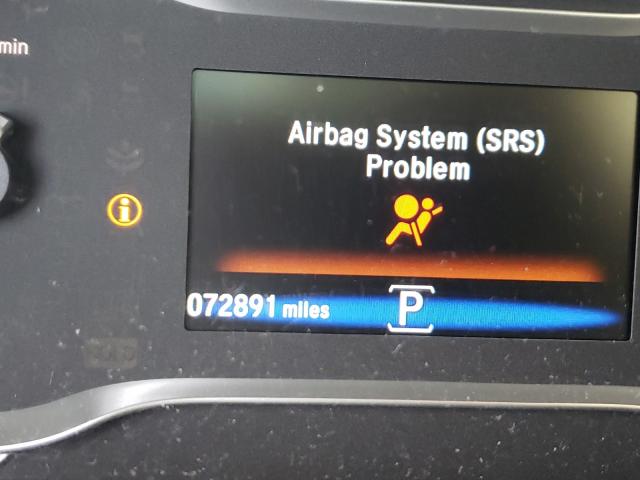 min
Airbag System (SRS)
Problem
i
072891 miles
P